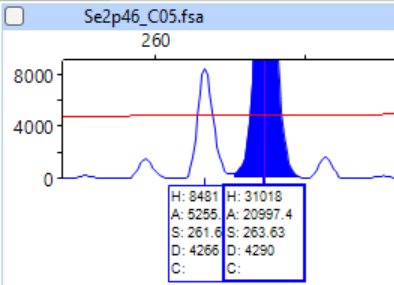 Se2p46_C05.fsa
260
8000
4000
0
H: 8481 H: 31018
A: 5255. A: 20997.4
S: 261.6 S: 263.63
D: 4266 D: 4290
C: C: